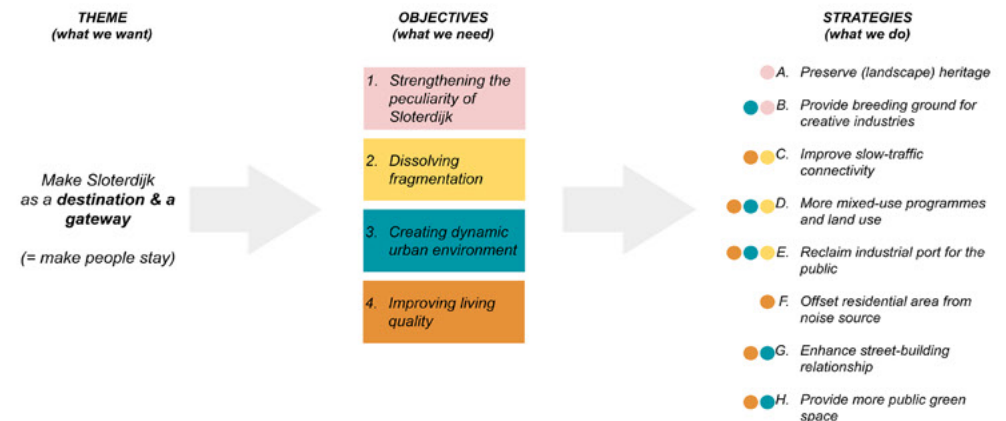 THEME
(what we want)
Make Sloterdijk
as a destination & a
gateway
(= make people stay)
OBJECTIVES
(what we need)
1. Strengthening the
peculiarity of
Sloterdijk
2. Dissolving
fragmentation
3. Creating dynamic
urban environment
4. Improving living
quality
STRATEGIES
(what we do)
A. Preserve (landscape) heritage
B. Provide breeding ground for
creative industries
C. Improve slow-traffic
connectivity
D. More mixed-use programmes
and land use
E. Reclaim industrial port for the
public
F. Offset residential area from
noise source
G. Enhance street-building
relationship
H. Provide more public green
space